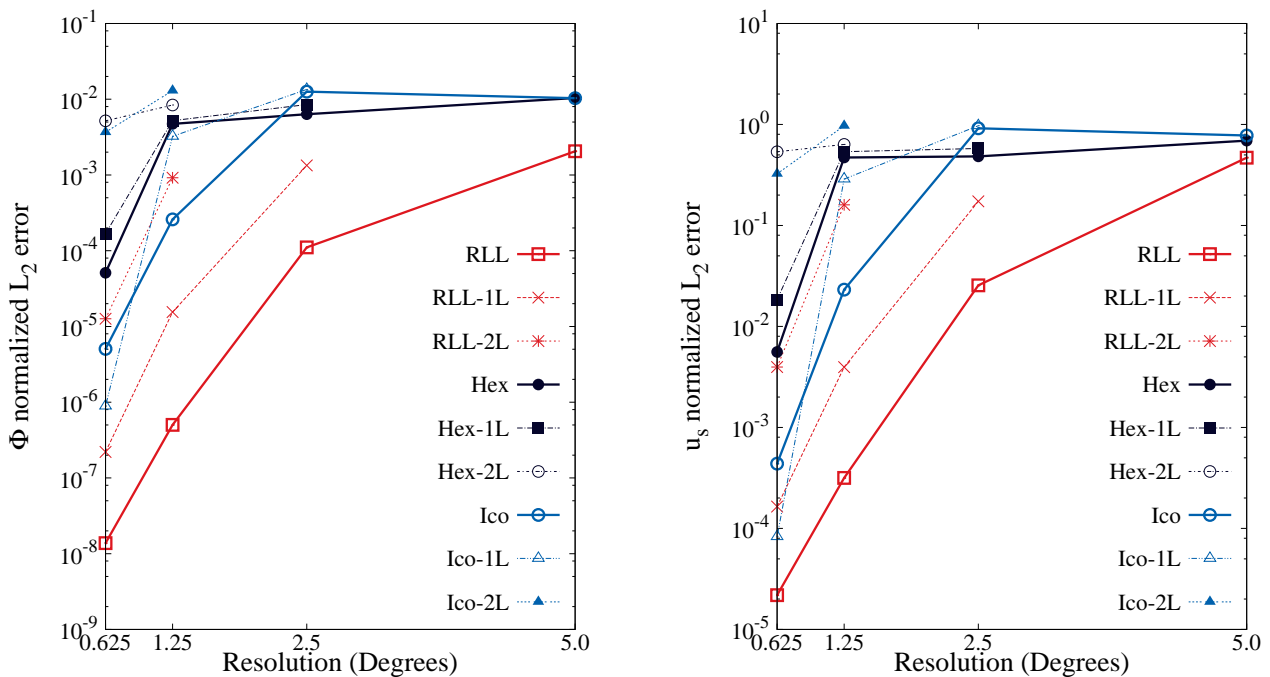 10-1
10-2
10-3
10-4
10-5
10-6
10-7
10-8
10-9
Φ normalized L2 error
0.625 1.25 2.5 5.0
Resolution (Degrees)
RLL
RLL-1L
RLL-2L
Hex
Hex-1L
Hex-2L
Ico
Ico-1L
Ico-2L
101
100
10-1
10-2
10-3
10-4
10-5
us normalized L2 error
0.625 1.25 2.5 5.0
Resolution (Degrees)
RLL
RLL-1L
RLL-2L
Hex
Hex-1L
Hex-2L
Ico
Ico-1L
Ico-2L